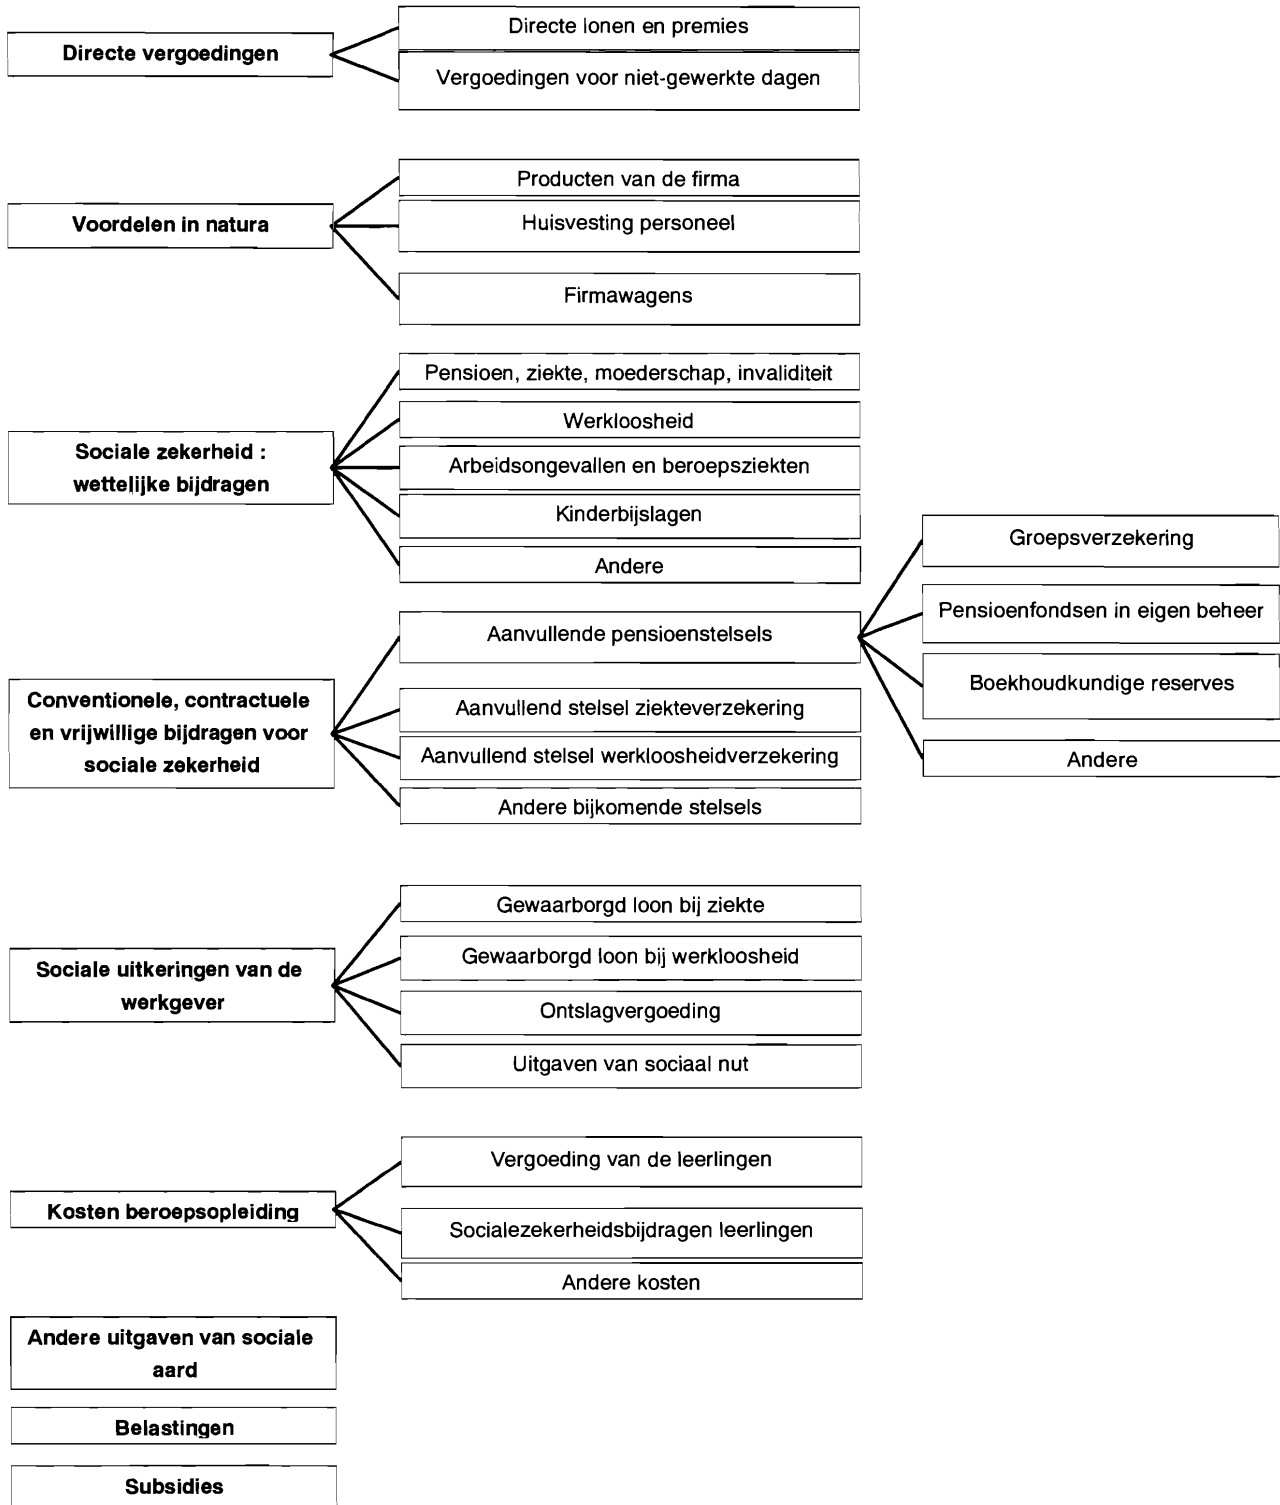 Directe vergoedingen
Directe lonen en premies
Vergoedingen voor niet-gewerkte dagen
Voordelen in natura
Producten van de firma
Huisvesting personeel
Firmawagens
Sociale zekerheid :
wettelijke bijdragen
Pensioen, ziekte, moederschap, invaliditeit
Werkloosheid
Arbeidsongevallen en beroepsziekten
Kinderbijslagen
Andere
Conventionele, contractuele
en vrijwillige bijdragen voor
sociale zekerheid
Aanvullende pensioenstelsels
Groepsverzekering
Pensioenfondsen in eigen beheer
Boekhoudkundige reserves
Andere
Aanvullend stelsel ziekteverzekering
Aanvullend stelsel werkloosheidverzekering
Andere bijkomende stelsels
Sociale uitkeringen van de
werkgever
Gewaarborgd loon bij ziekte
Gewaarborgd loon bij werkloosheid
Ontslagvergoeding
Uitgaven van sociaal nut
Kosten beroepsopleiding
Vergoeding van de leerlingen
Socialezekerheidsbijdragen leerlingen
Andere kosten
Andere uitgaven van sociale
aard
Belastingen
Subsidies